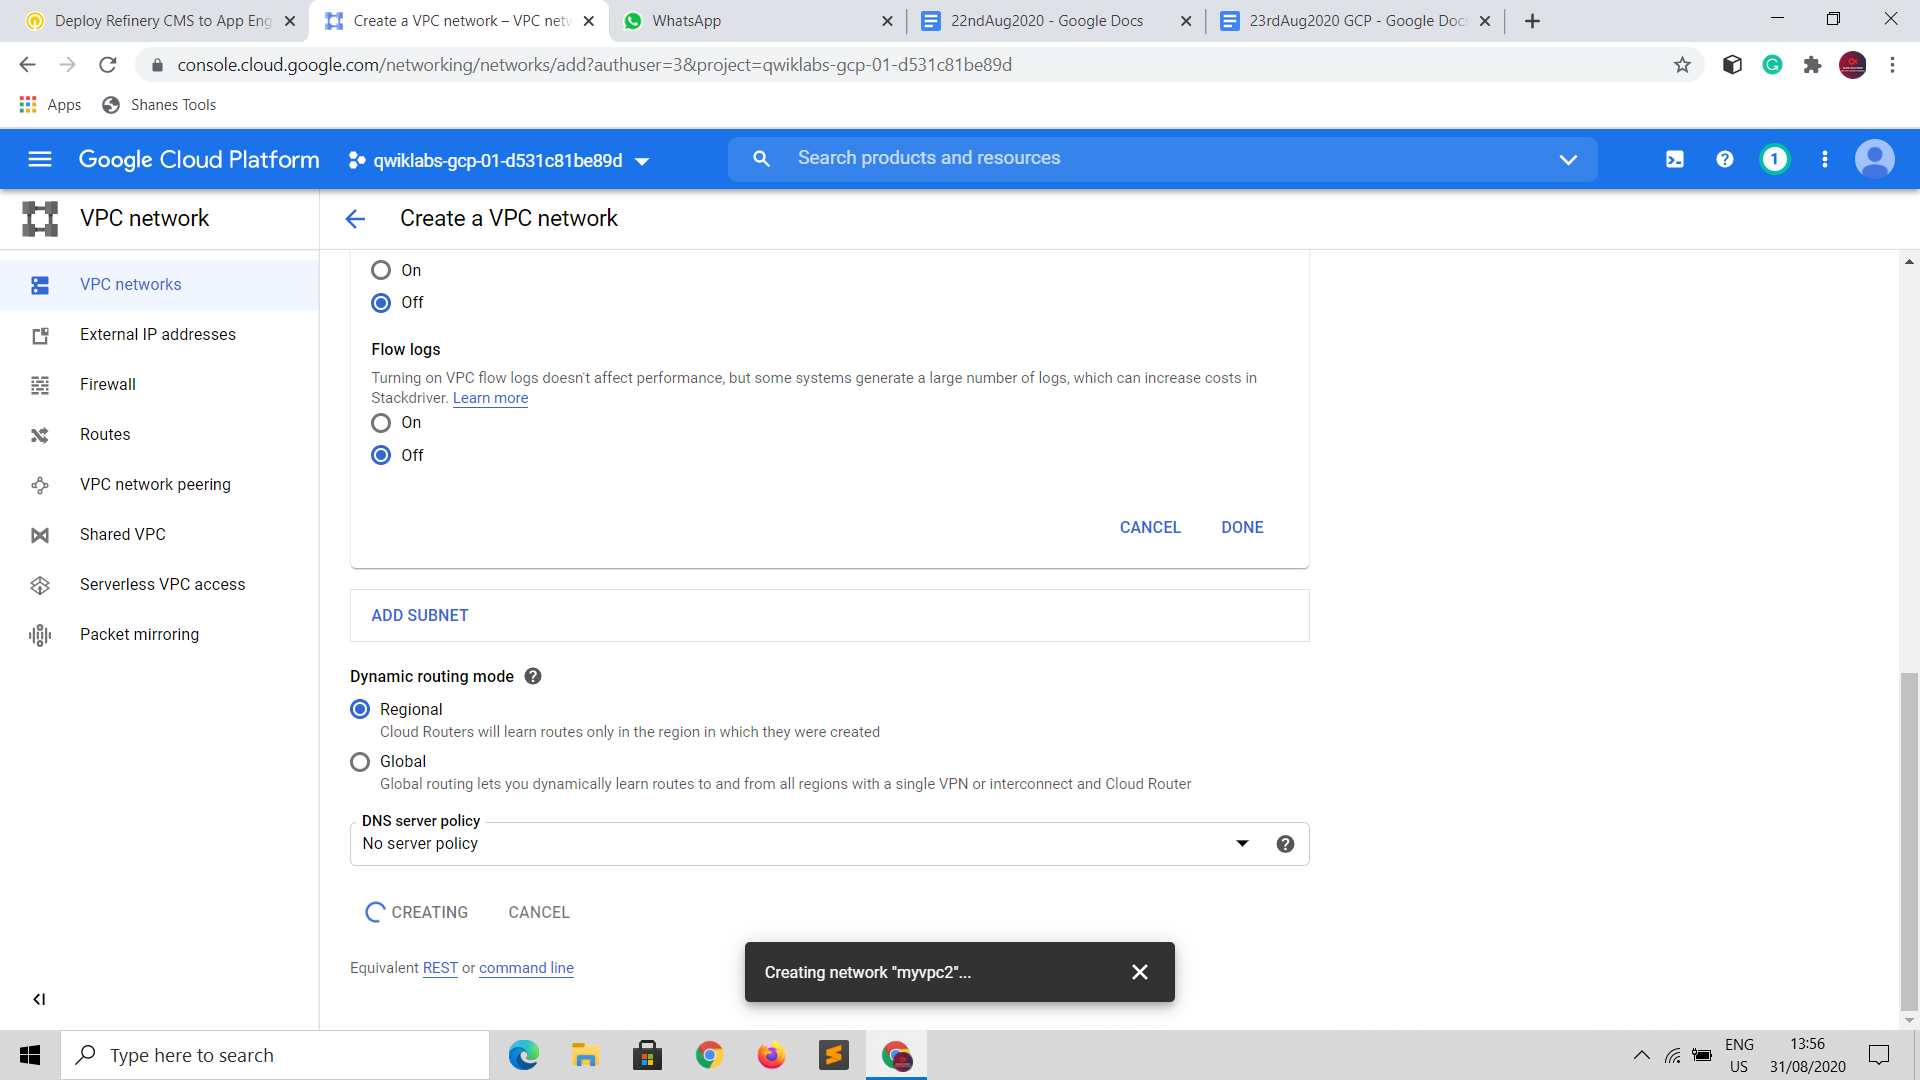 Deploy Refinery CMS to App Eng
Create a VPC network – VPC netw
WhatsApp
22ndAug2020 - Google Docs
23rdAug2020 GCP - Google Docs
console.cloud.google.com/networking/networks/add?authuser=3&project=qwiklabs-gcp-01-d531c81be89d
Apps
Shanes Tools
Google Cloud Platform
qwiklabs-gcp-01-d531c81be89d
Search products and resources
1
VPC network
Create a VPC network
VPC networks
External IP addresses
Firewall
Routes
VPC network peering
Shared VPC
Serverless VPC access
Packet mirroring
On
Off
Flow logs
Turning on VPC flow logs doesn't affect performance, but some systems generate a large number of logs, which can increase costs in
Stackdriver. Learn more
On
Off
CANCEL
DONE
ADD SUBNET
Dynamic routing mode
Regional
Cloud Routers will learn routes only in the region in which they were created
Global
Global routing lets you dynamically learn routes to and from all regions with a single VPN or interconnect and Cloud Router
DNS server policy
No server policy
CREATING
CANCEL
Equivalent REST or command line
Creating network "myvpc2"...
Type here to search
ENG
US
13:56
31/08/2020